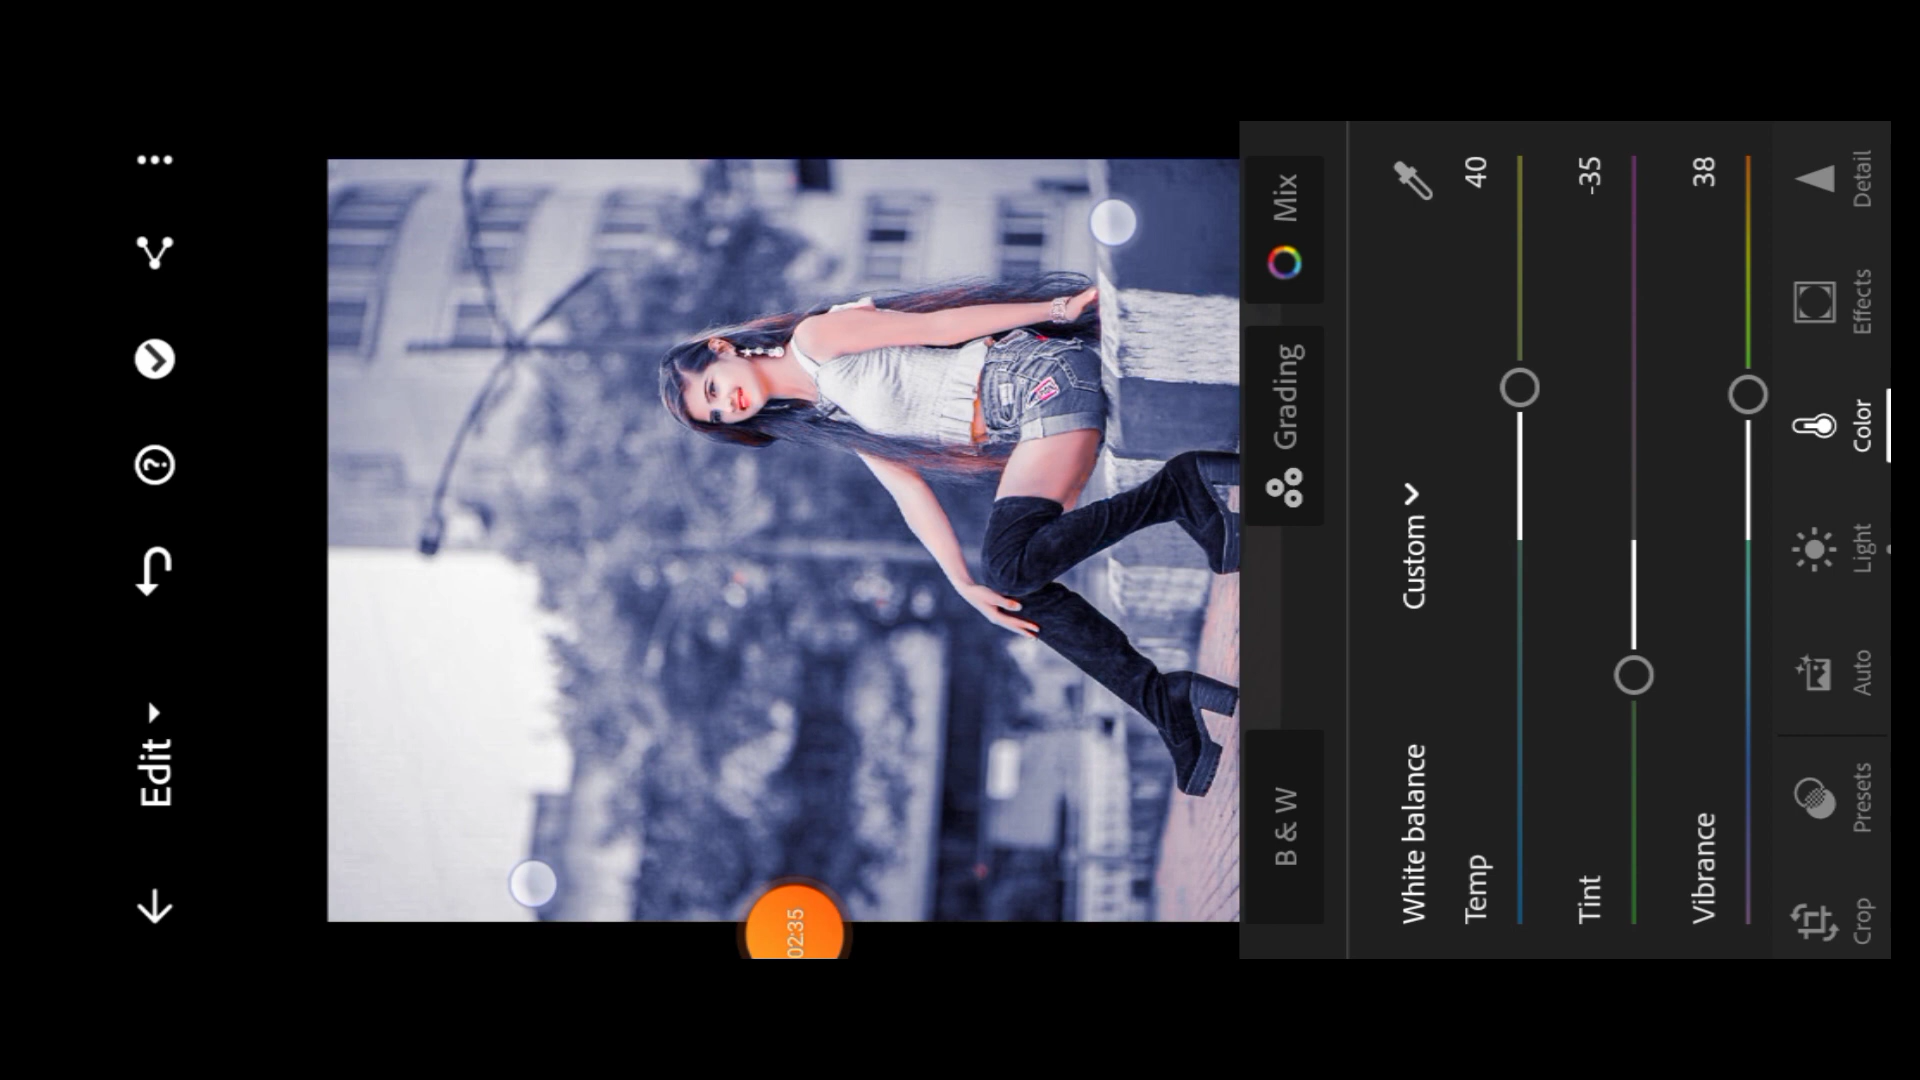 Edit
02:35
B & W
Grading
Mix
White balance
Custom
Temp
40
Tint
-35
Vibrance
38
Crop
Presets
Auto
Light
Color
Effects
Detail